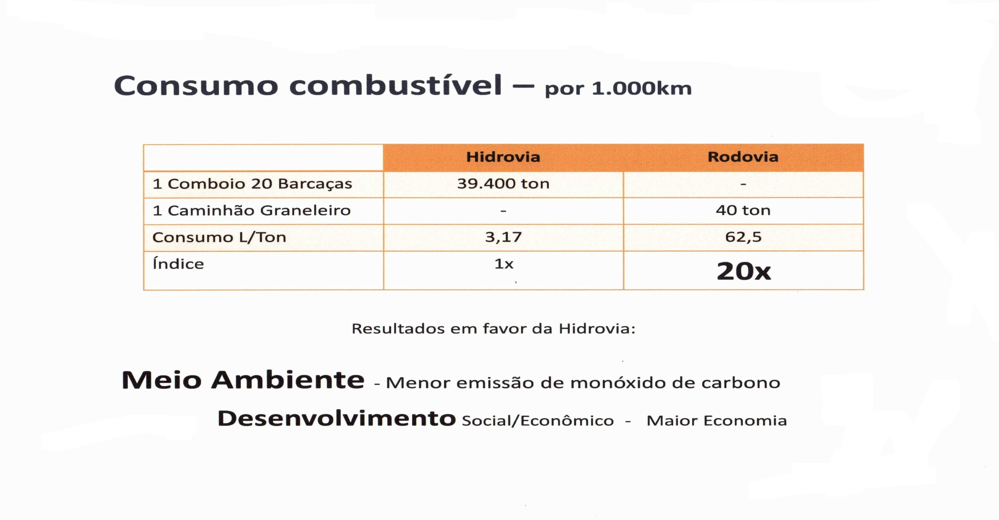 Consumo combustível – por 1.000km
Hidrovia Rodovia
1 Comboio 20 Barcaças 39.400 ton -
1 Caminhão Graneleiro - 40 ton
Consumo L/Ton 3,17 62,5
Índice 1x 20x
Resultados em favor da Hidrovia:
Meio Ambiente - Menor emissão de monóxido de carbono
Desenvolvimento Social/Econômico - Maior Economia